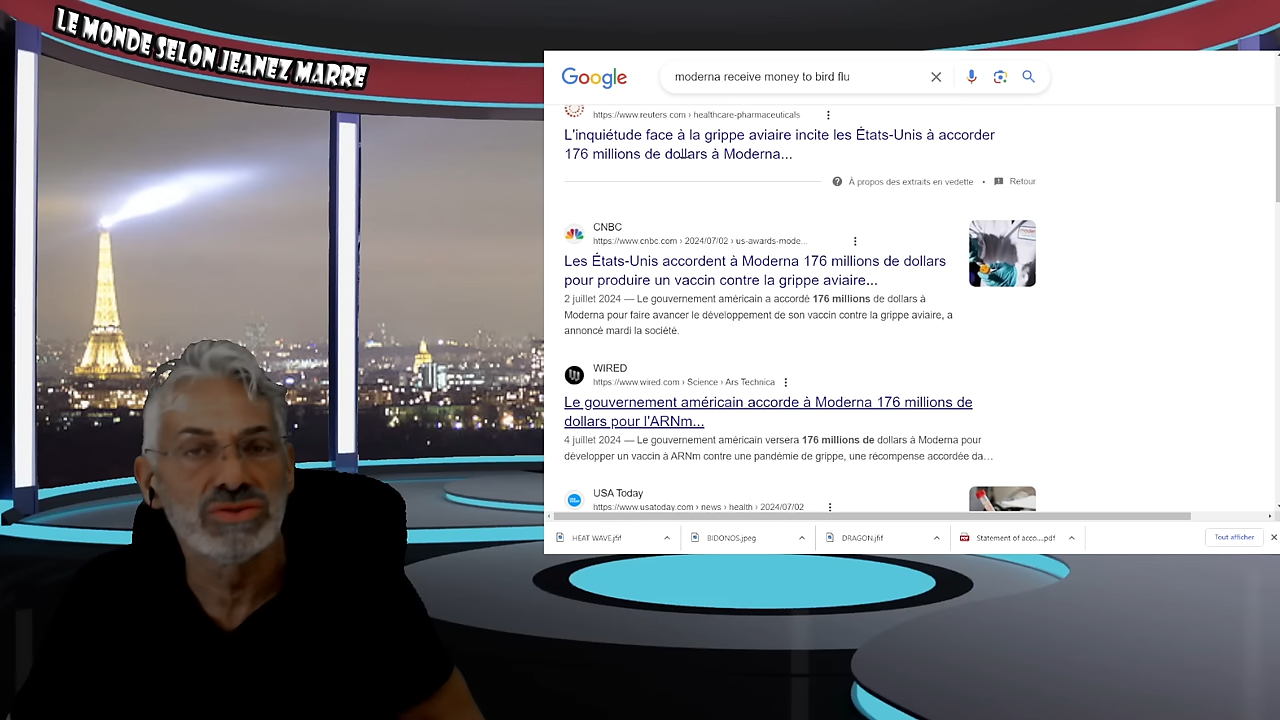 LE MONDE SELON JEANEZ MARRE
Google
moderna receive money to bird flu
https://www.reuters.com › healthcare-pharmaceuticals
L'inquiétude face à la grippe aviaire incite les États-Unis à accorder
176 millions de dollars à Moderna...
À propos des extraits en vedette • Retour
CNBC
https://www.cnbc.com › 2024/07/02 › us-awards-mode...
Les États-Unis accordent à Moderna 176 millions de dollars
pour produire un vaccin contre la grippe aviaire...
2 juillet 2024 — Le gouvernement américain a accordé 176 millions de dollars à
Moderna pour faire avancer le développement de son vaccin contre la grippe aviaire, a
annoncé mardi la société.
WIRED
https://www.wired.com › Science › Ars Technica
Le gouvernement américain accorde à Moderna 176 millions de
dollars pour l'ARNm...
4 juillet 2024 — Le gouvernement américain versera 176 millions de dollars à Moderna pour
développer un vaccin à ARNm contre une pandémie de grippe, une récompense accordée da…
USA Today
https://www.usatoday.com › news › health › 2024/07/02
HEAT WAVE.jfif
BIDONOS.jpeg
DRAGON.jfif
Statement of acco....pdf
Tout afficher